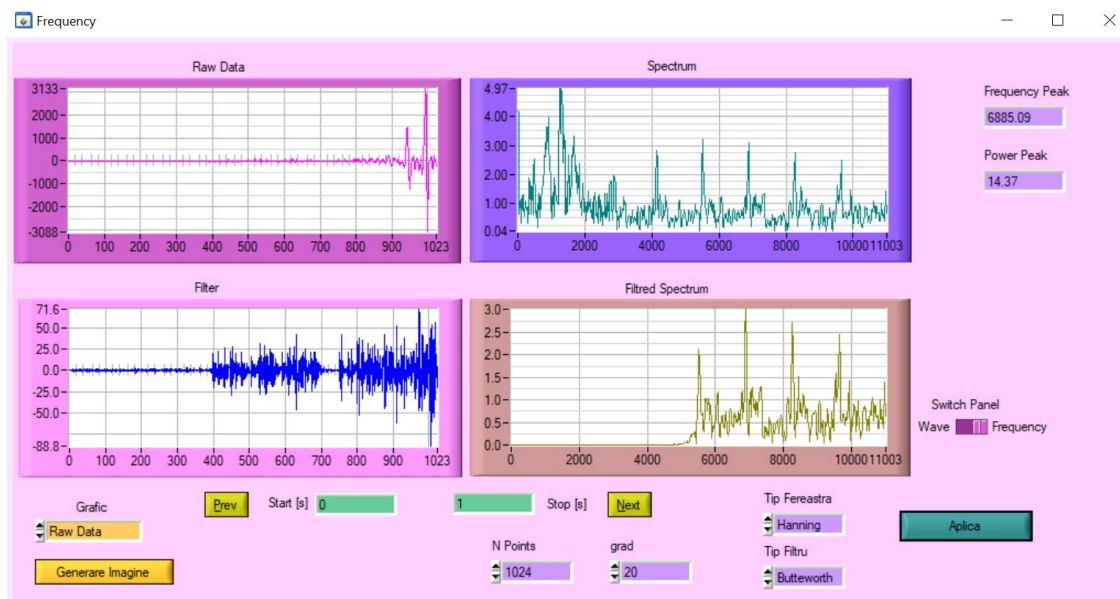 Frequency
Raw Data
3133
2000
1000
0
-1000
-2000
-3088
0 100 200 300 400 500 600 700 800 900 1023
Spectrum
4.97
4.00
3.00
2.00
1.00
0.04
0 2000 4000 6000 8000 10000 11003
Frequency Peak
6885.09
Power Peak
14.37
Filter
71.6
50.0
25.0
0.0
-25.0
-50.0
-88.8
0 100 200 300 400 500 600 700 800 900 1023
Filtred Spectrum
3.0
2.5
2.0
1.5
1.0
0.5
0.0
0 2000 4000 6000 8000 10000 11003
Switch Panel
Wave Frequency
Grafic
Raw Data
Generare Imagine
Prev Start [s] 0 1 Stop [s] Next
N Points
1024
grad
20
Tip Fereastra
Hanning
Tip Filtru
Butteworth
Aplica